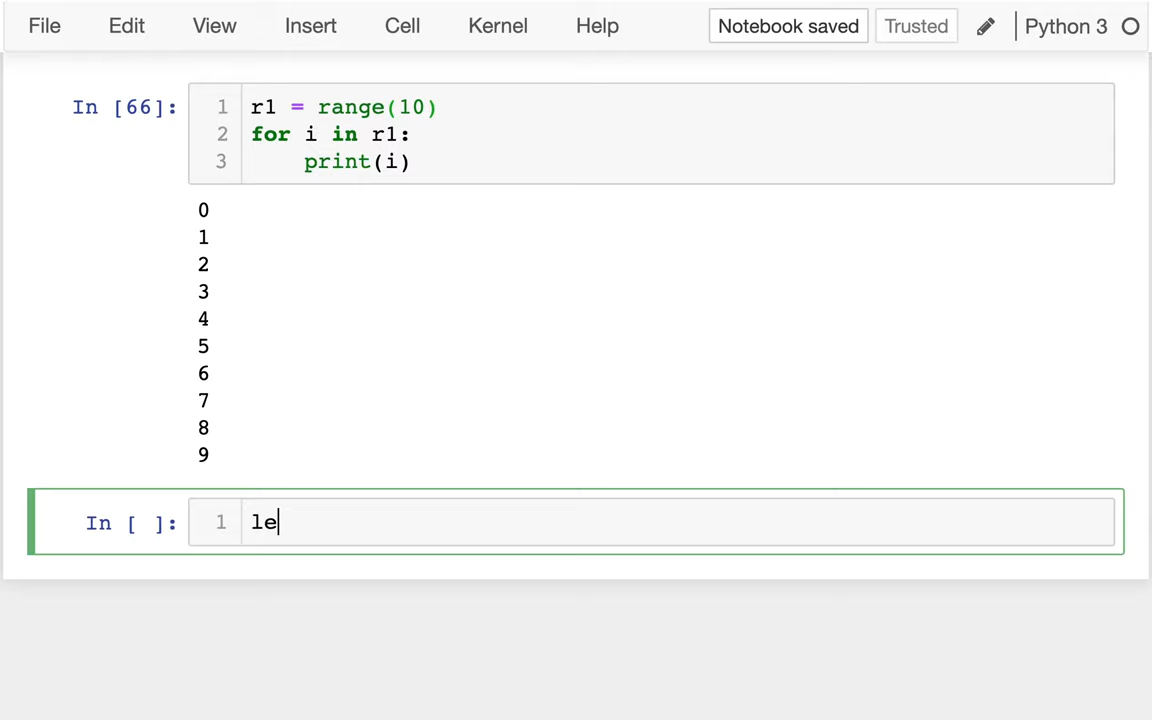 File Edit View Insert Cell Kernel Help Notebook saved Trusted Python 3
In [66]: 1 r1 = range(10)
2 for i in r1:
3     print(i)
0
1
2
3
4
5
6
7
8
9
In [ ]: 1 le